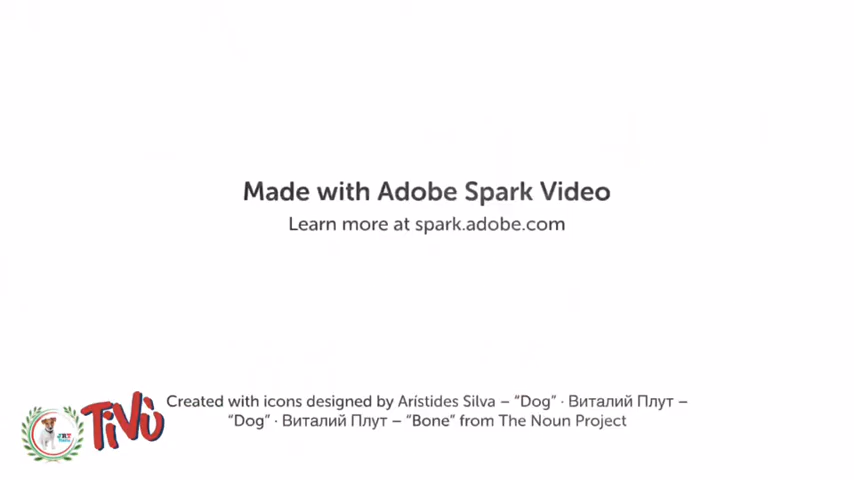 Made with Adobe Spark Video
Learn more at spark.adobe.com
Created with icons designed by Arístides Silva – “Dog” · Виталий Плут –
“Dog” · Виталий Плут – “Bone” from The Noun Project
TiVù
JRT